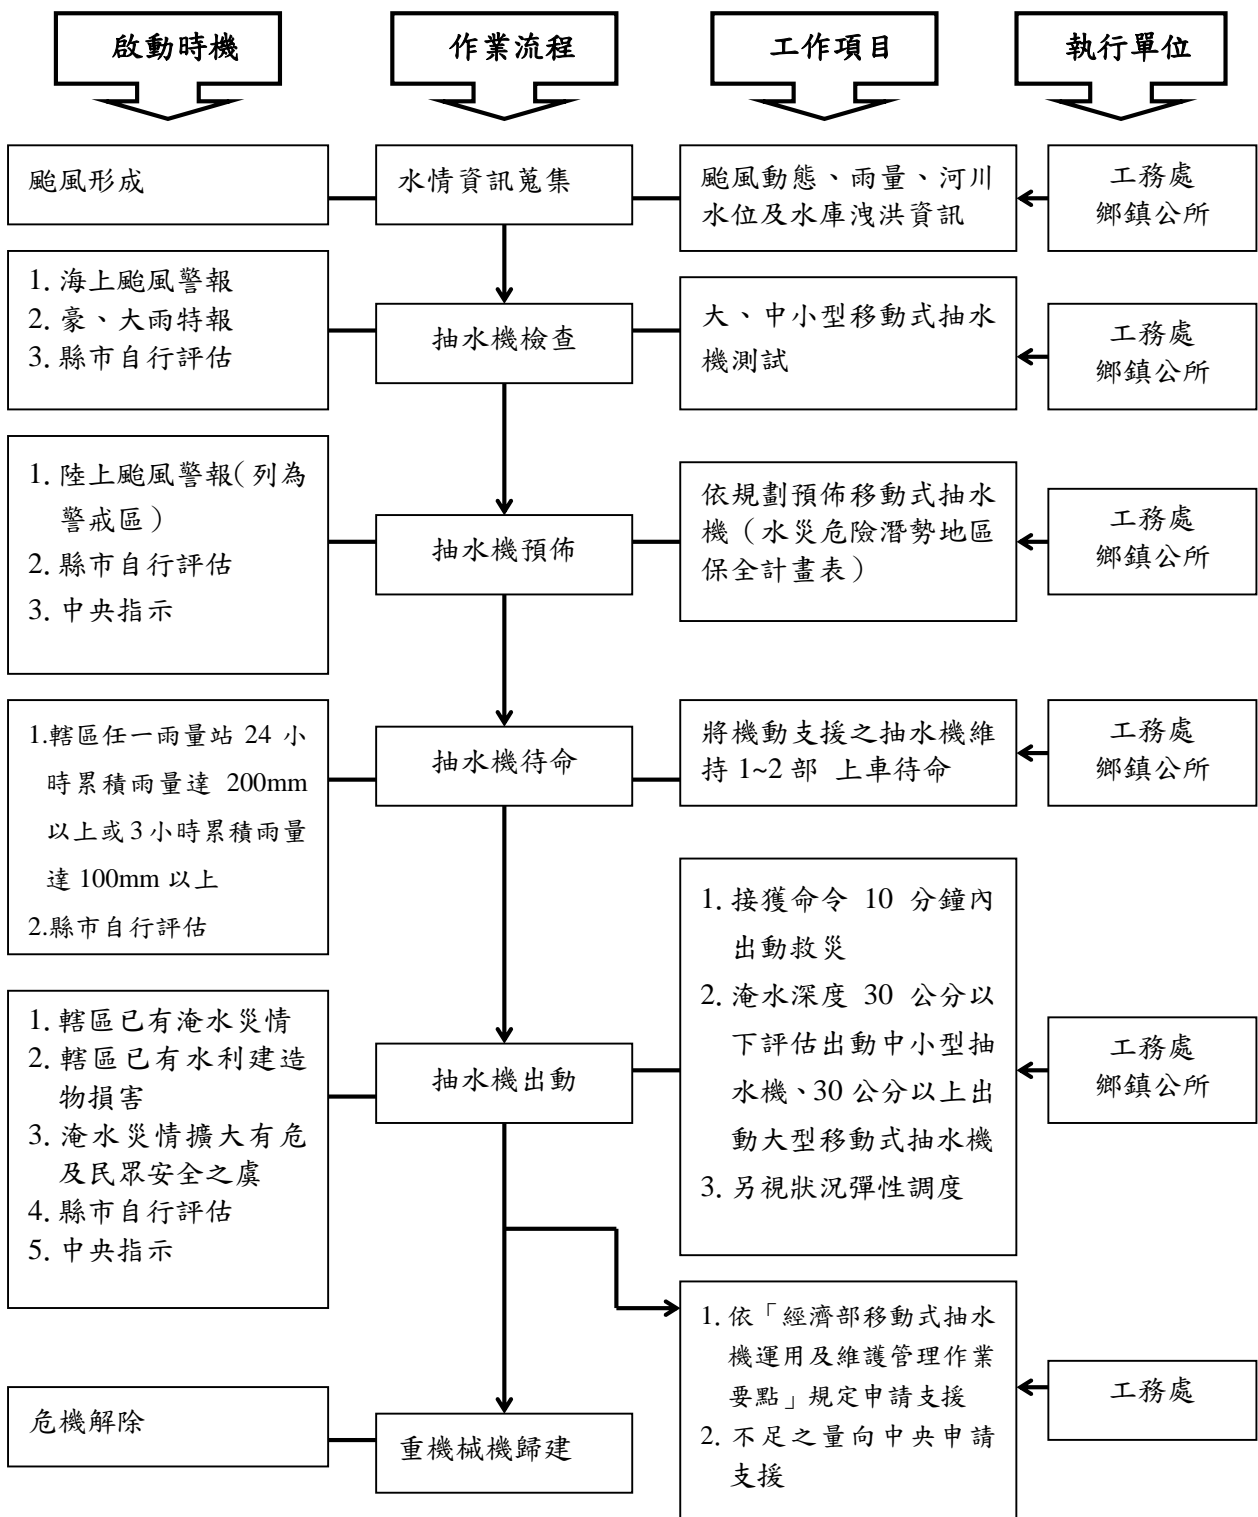 啟動時機
作業流程
工作項目
執行單位
颱風形成
水情資訊蒐集
颱風動態、雨量、河川
水位及水庫洩洪資訊
工務處
鄉鎮公所
1. 海上颱風警報
2. 豪、大雨特報
3. 縣市自行評估
抽水機檢查
大、中小型移動式抽水
機測試
工務處
鄉鎮公所
1. 陸上颱風警報（列為
警戒區）
2. 縣市自行評估
3. 中央指示
抽水機預佈
依規劃預佈移動式抽水
機（水災危險潛勢地區
保全計畫表）
工務處
鄉鎮公所
1.轄區任一雨量站 24 小
時累積雨量達 200mm
以上或 3 小時累積雨量
達 100mm 以上
2.縣市自行評估
抽水機待命
將機動支援之抽水機維
持 1~2 部 上車待命
工務處
鄉鎮公所
1. 轄區已有淹水災情
2. 轄區已有水利建造
物損害
3. 淹水災情擴大有危
及民眾安全之虞
4. 縣市自行評估
5. 中央指示
抽水機出動
1. 接獲命令 10 分鐘內
出動救災
2. 淹水深度 30 公分以
下評估出動中小型抽
水機、30 公分以上出
動大型移動式抽水機
3. 另視狀況彈性調度
工務處
鄉鎮公所
1. 依「經濟部移動式抽水
機運用及維護管理作業
要點」規定申請支援
2. 不足之量向中央申請
支援
工務處
危機解除
重機械機歸建